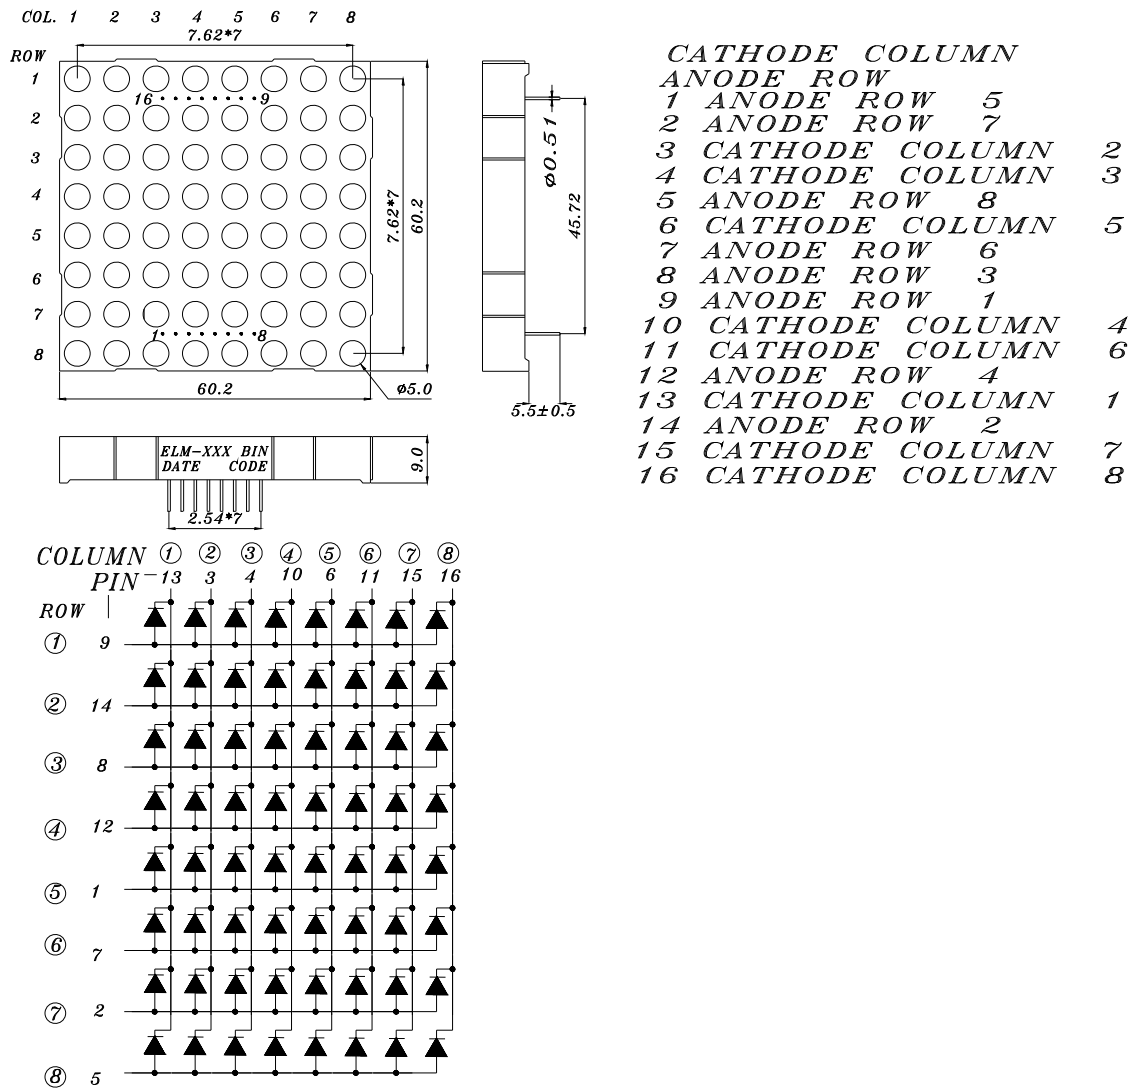 COL. 1 2 3 4 5 6 7 8
7.62*7
ROW
1
16 9
2
3
4
5
6
7
1 8
8
7.62*7
60.2
60.2
ø5.0
ø0.51
45.72
5.5±0.5
ELM-XXX BIN
DATE CODE
9.0
2.54*7
CATHODE COLUMN
ANODE ROW
1 ANODE ROW 5
2 ANODE ROW 7
3 CATHODE COLUMN 2
4 CATHODE COLUMN 3
5 ANODE ROW 8
6 CATHODE COLUMN 5
7 ANODE ROW 6
8 ANODE ROW 3
9 ANODE ROW 1
10 CATHODE COLUMN 4
11 CATHODE COLUMN 6
12 ANODE ROW 4
13 CATHODE COLUMN 1
14 ANODE ROW 2
15 CATHODE COLUMN 7
16 CATHODE COLUMN 8
COLUMN ① ② ③ ④ ⑤ ⑥ ⑦ ⑧
PIN 13 3 4 10 6 11 15 16
ROW
① 9
② 14
③ 8
④ 12
⑤ 1
⑥ 7
⑦ 2
⑧ 5